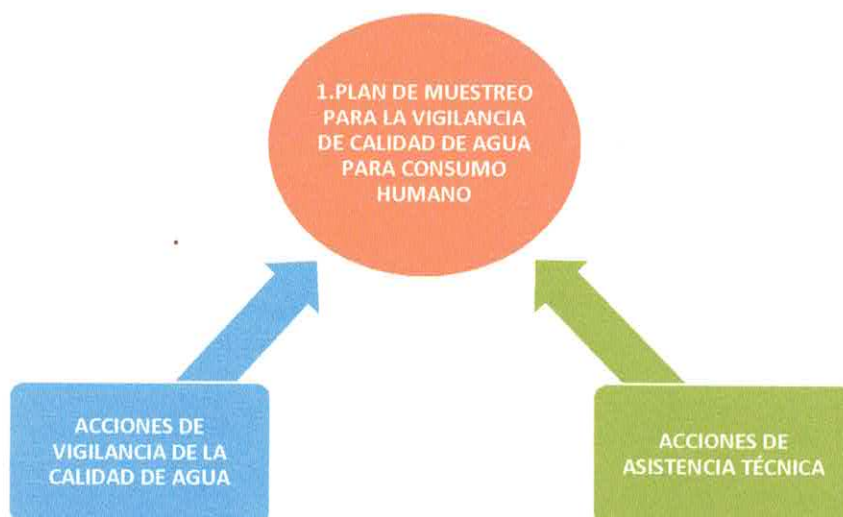 1.PLAN DE MUESTREO
PARA LA VIGILANCIA
DE CALIDAD DE AGUA
PARA CONSUMO
HUMANO
ACCIONES DE
VIGILANCIA DE LA
CALIDAD DE AGUA
ACCIONES DE
ASISTENCIA TÉCNICA